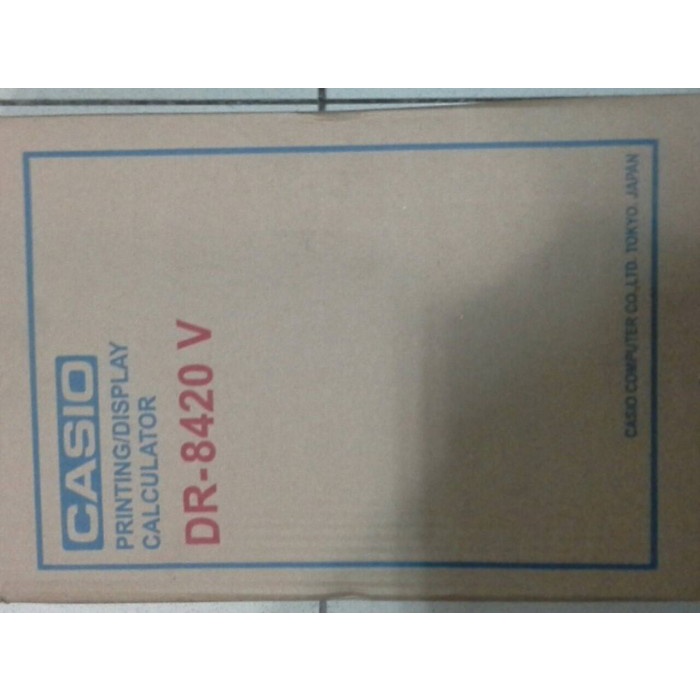 CASIO
PRINTING/DISPLAY
CALCULATOR
DR-8420 V
CASIO COMPUTER CO.,LTD. TOKYO, JAPAN